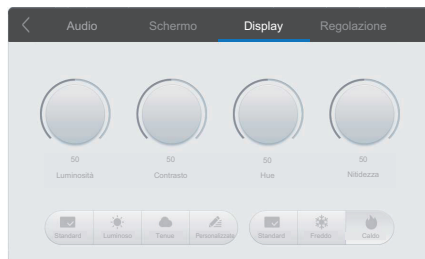 Audio Schermo Display Regolazione
50 50 50 50
Luminosità Contrasto Hue Nitidezza
Standard Luminoso Tenue Personalizzato Standard Freddo Caldo